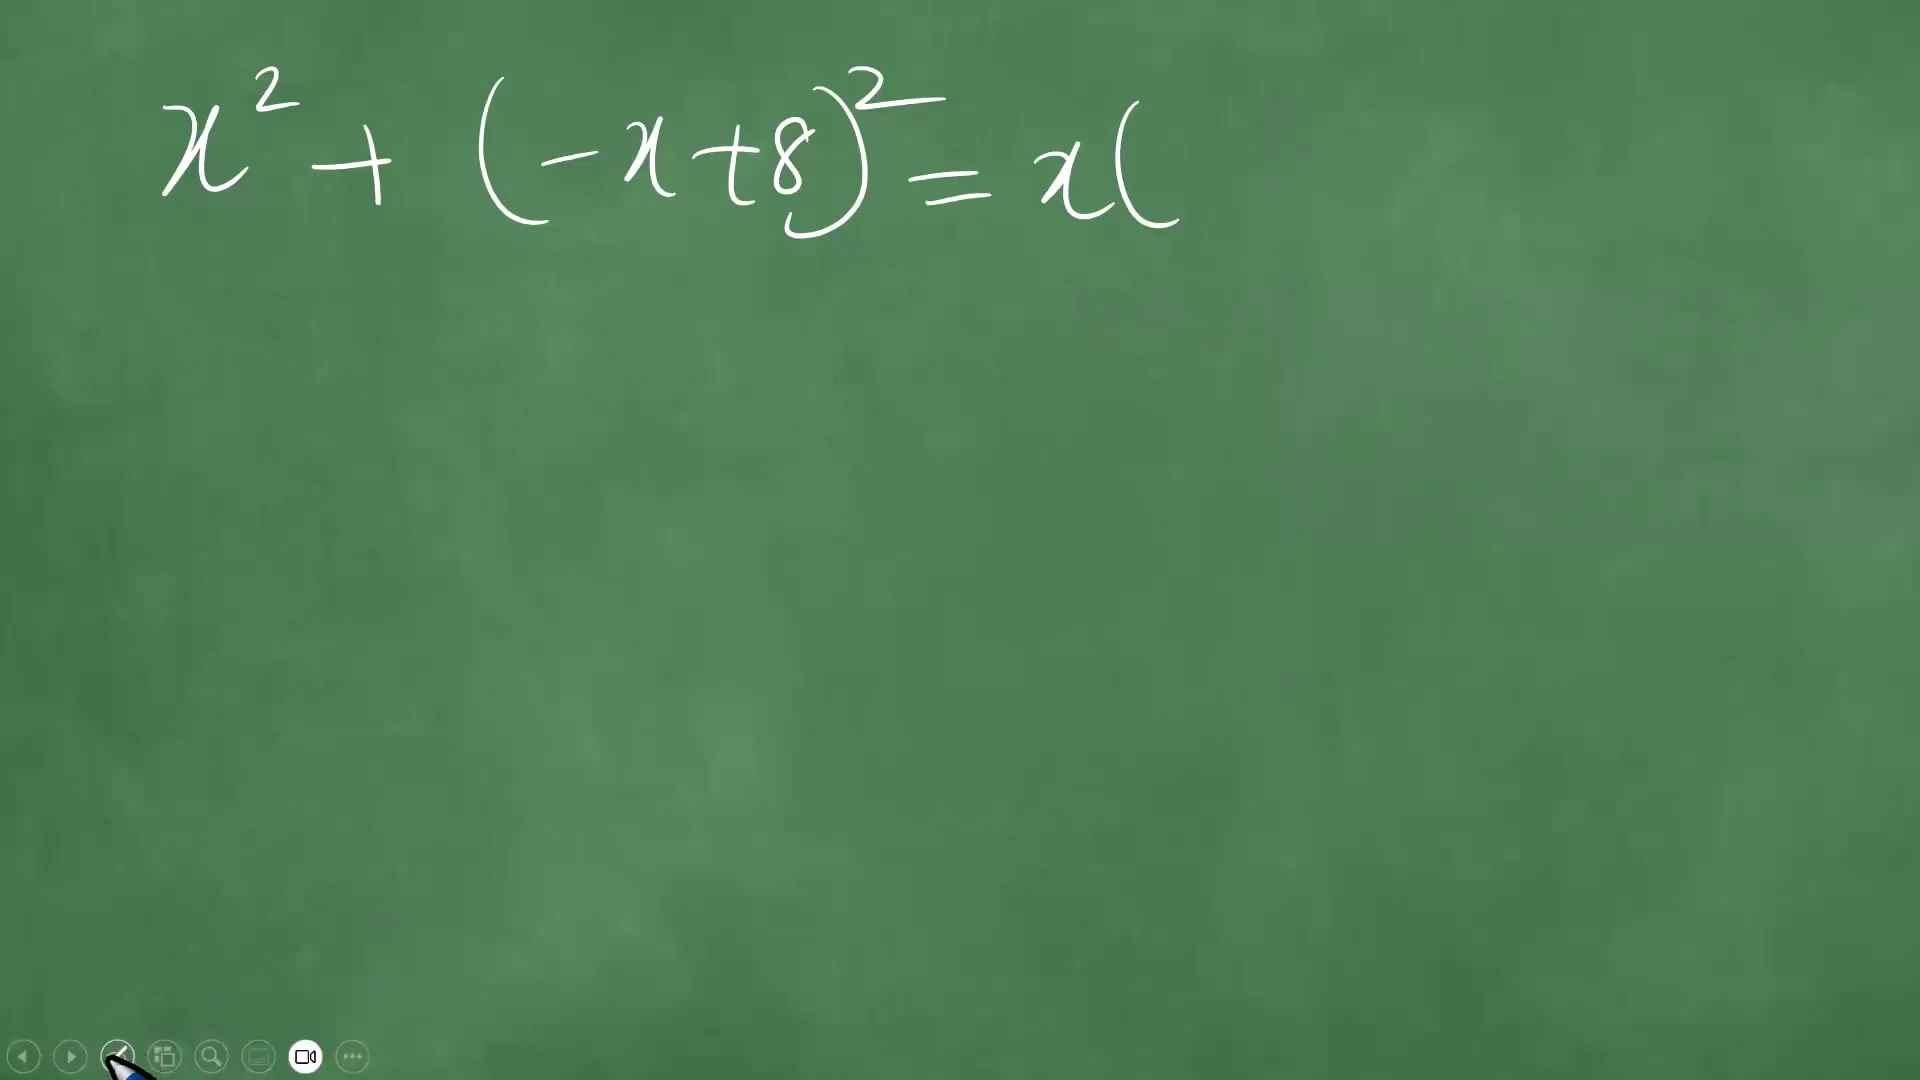 x² + (-x+8)² = x(